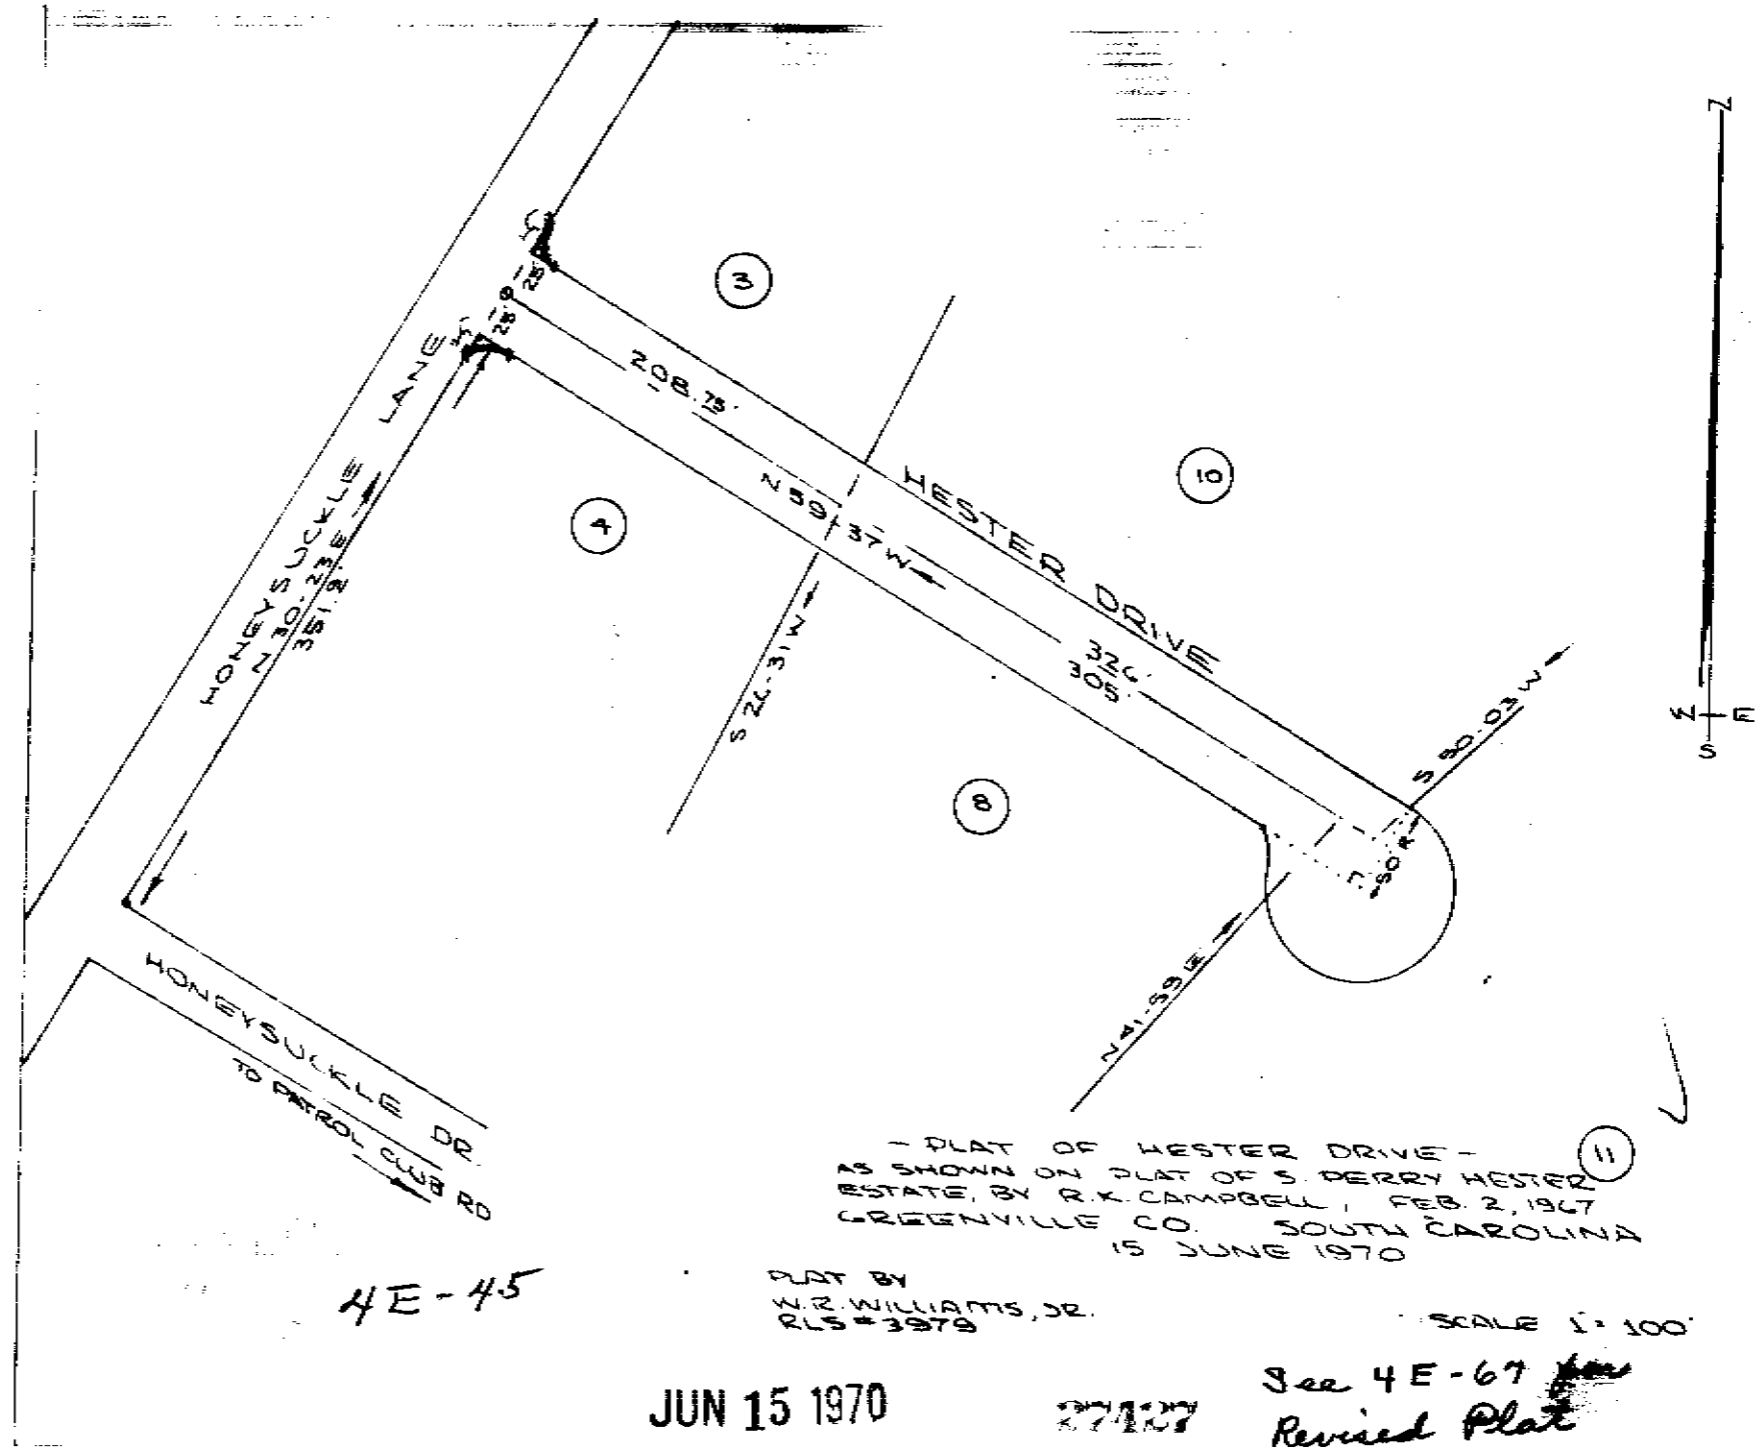 N
25'
25'
3
HONEYSUCKLE LANE
N 30-23 E
351.2'
208.75'
N 59-37 W
HESTER DRIVE
10
4
S 26-31 W
326'
305'
S 50-03 W
W E
S
8
50' R
N 41-59 E
HONEYSUCKLE DR.
TO PATROL CLUB RD
- PLAT OF HESTER DRIVE -
11
AS SHOWN ON PLAT OF S. PERRY HESTER
ESTATE, BY R.K. CAMPBELL, FEB. 2, 1967
GREENVILLE CO. SOUTH CAROLINA
15 JUNE 1970
4E-45
PLAT BY
W.R. WILLIAMS, JR.
RLS #3979
SCALE 1"=100'
JUN 15 1970
See 4E-67
Revised Plat